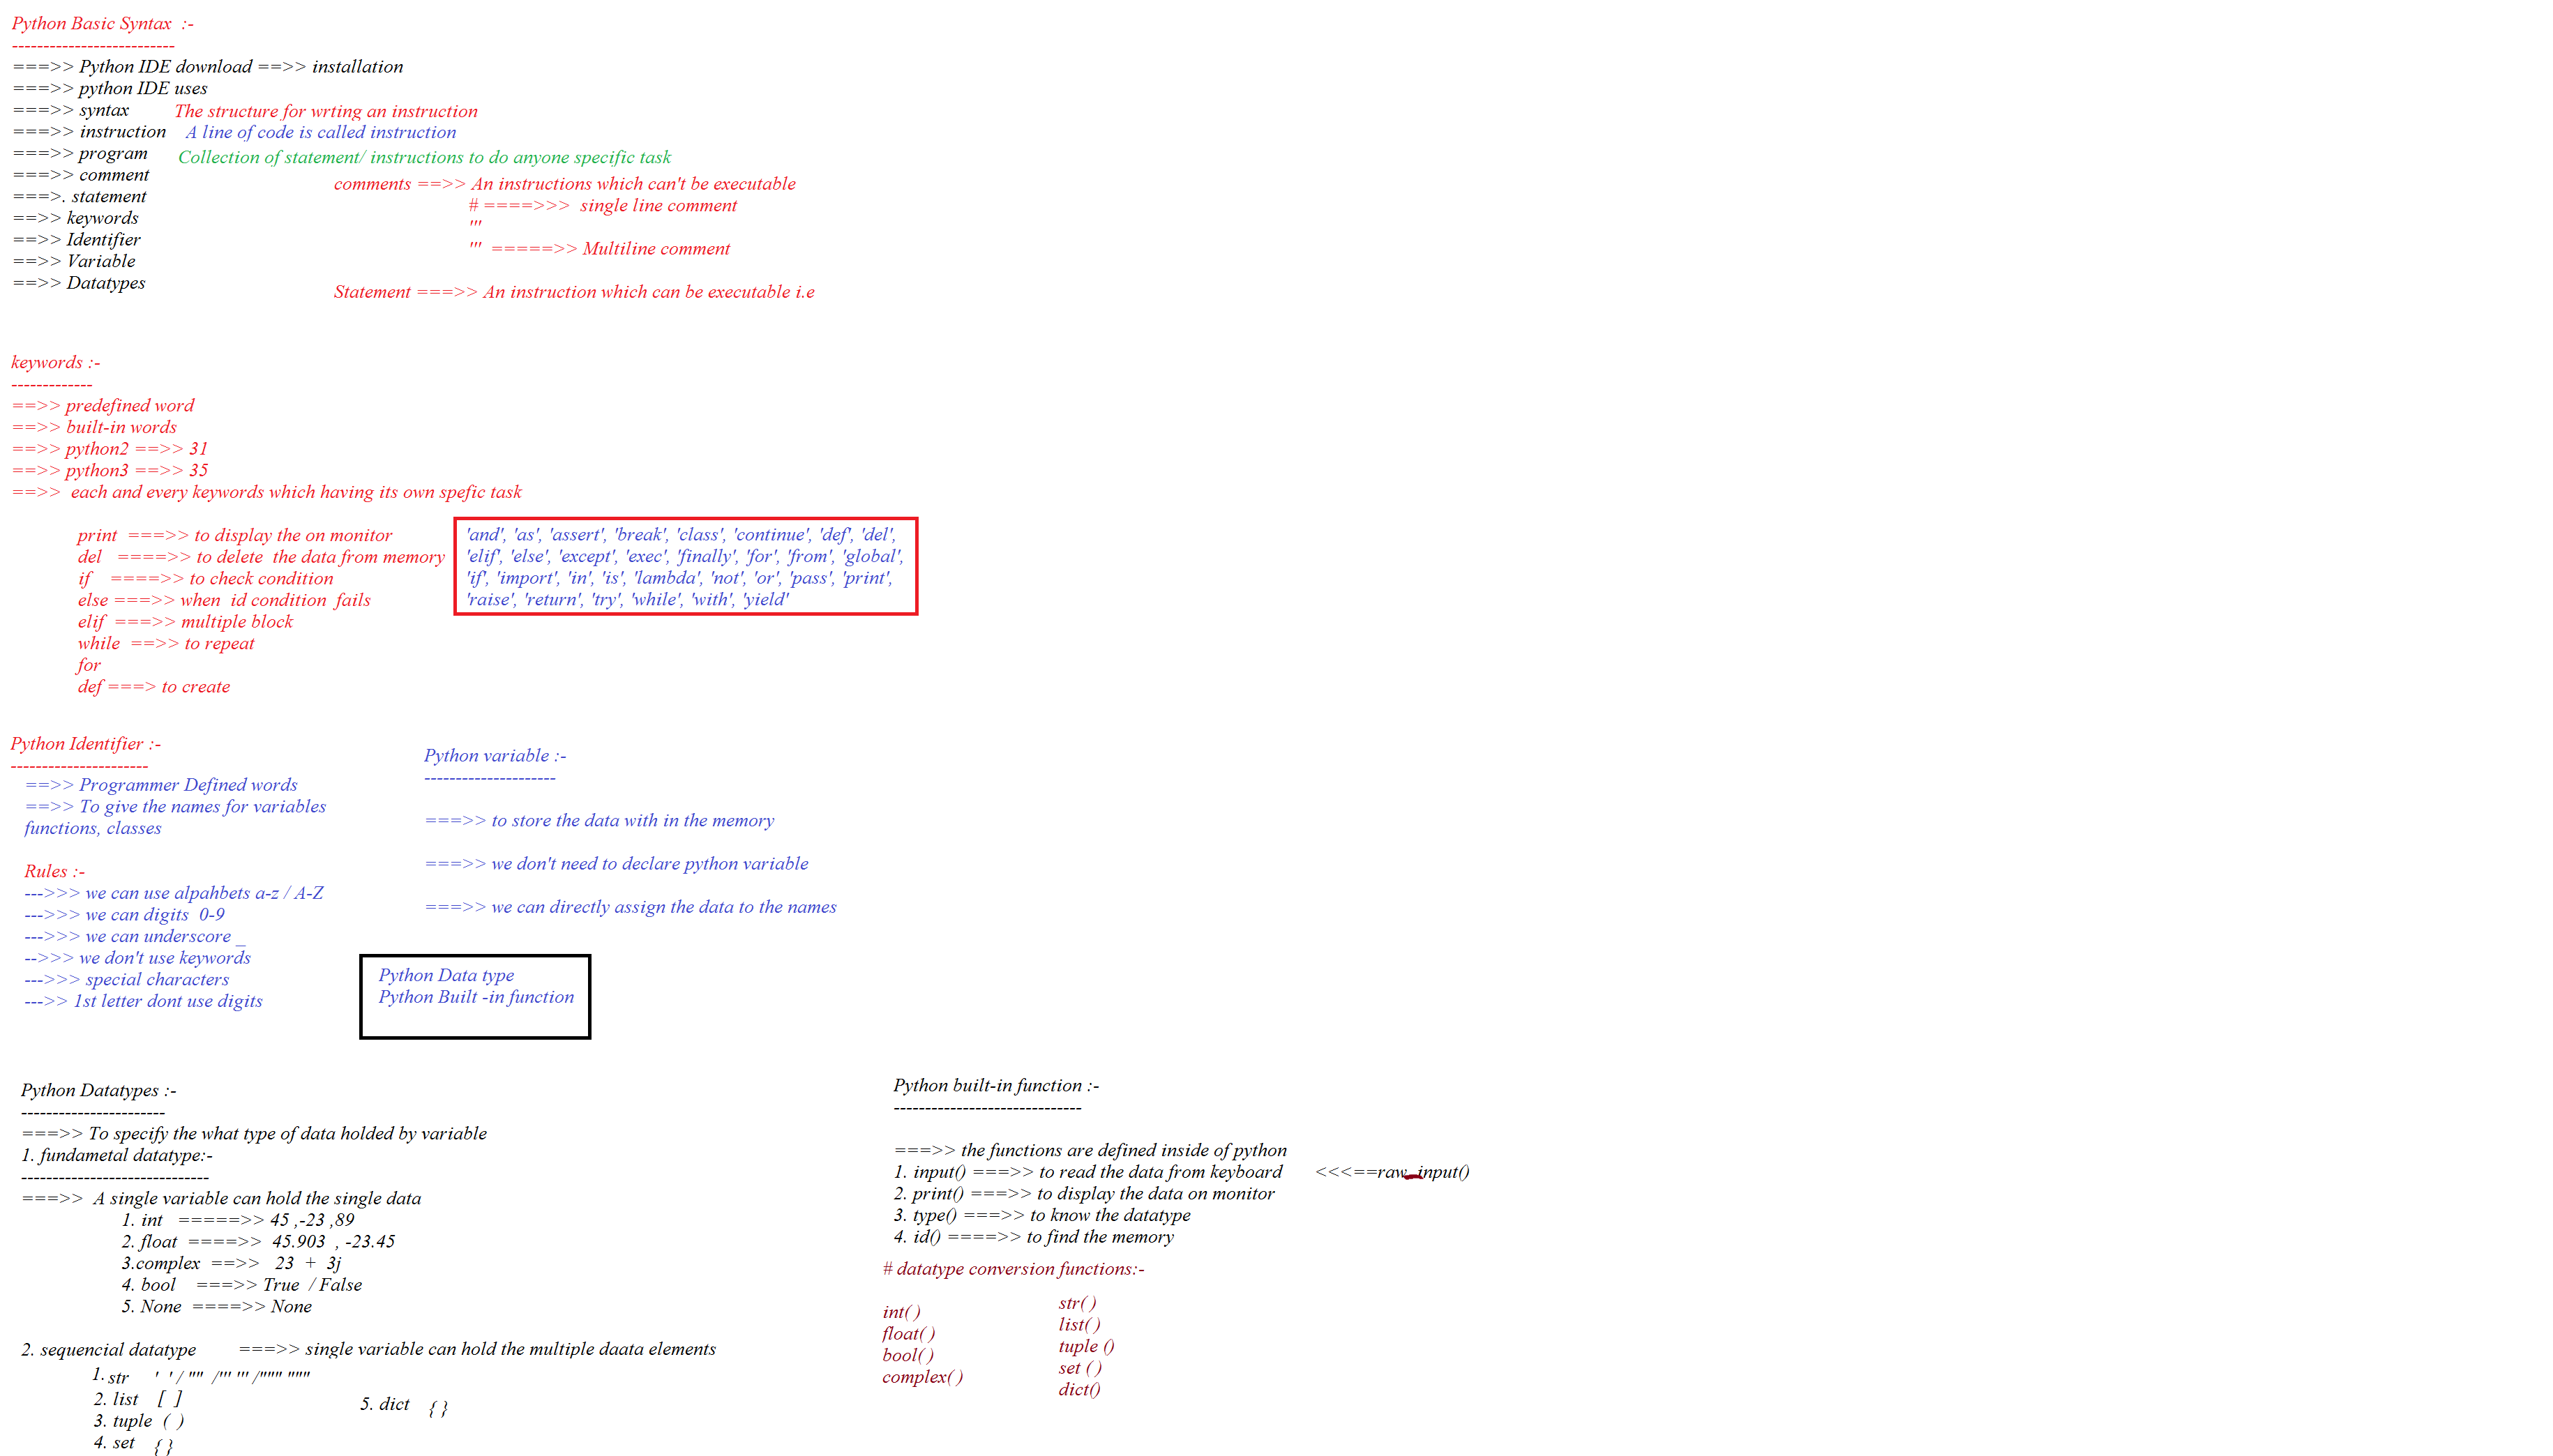 Python Basic Syntax  :-
--------------------------
===>> Python IDE download ==>> installation
===>> python IDE uses
===>> syntax   The structure for wrting an instruction
===>> instruction   A line of code is called instruction
===>> program   Collection of statement/ instructions to do anyone specific task
===>> comment
===>. statement
==>> keywords
==>> Identifier
==>> Variable
==>> Datatypes
comments ==>> An instructions which can't be executable
# ====>>>  single line comment
'''
'''  =====>> Multiline comment
Statement ===>> An instruction which can be executable i.e
keywords :-
-------------
==>> predefined word
==>> built-in words
==>> python2 ==>> 31
==>> python3 ==>> 35
==>>  each and every keywords which having its own spefic task
print  ===>> to display the on monitor
del   ====>> to delete  the data from memory
if    ====>> to check condition
else ===>> when  id condition  fails
elif  ===>> multiple block
while  ==>> to repeat
for
def ===> to create
'and', 'as', 'assert', 'break', 'class', 'continue', 'def', 'del',
'elif', 'else', 'except', 'exec', 'finally', 'for', 'from', 'global',
'if', 'import', 'in', 'is', 'lambda', 'not', 'or', 'pass', 'print',
'raise', 'return', 'try', 'while', 'with', 'yield'
Python Identifier :-
----------------------
==>> Programmer Defined words
==>> To give the names for variables
functions, classes
Rules :-
--->>> we can use alpahbets a-z / A-Z
--->>> we can digits  0-9
--->>> we can underscore _
-->>> we don't use keywords
--->>> special characters
--->> 1st letter dont use digits
Python variable :-
---------------------
===>> to store the data with in the memory
===>> we don't need to declare python variable
===>> we can directly assign the data to the names
Python Data type
Python Built -in function
Python Datatypes :-
-----------------------
===>> To specify the what type of data holded by variable
1. fundametal datatype:-
------------------------------
===>>  A single variable can hold the single data
1. int   =====>> 45 ,-23 ,89
2. float  ====>>  45.903  , -23.45
3.complex  ==>>   23  +  3j
4. bool    ===>> True  / False
5. None  ====>> None
2. sequencial datatype   ===>> single variable can hold the multiple daata elements
1. str   '  ' / ""  /''' ''' /""" """
2. list    [  ]
3. tuple  (  )
4. set    { }
5. dict    { }
Python built-in function :-
------------------------------
===>> the functions are defined inside of python
1. input() ===>> to read the data from keyboard   <<<==raw_input()
2. print() ===>> to display the data on monitor
3. type() ===>> to know the datatype
4. id() ====>> to find the memory
# datatype conversion functions:-
int( )
float( )
bool( )
complex( )
str( )
list( )
tuple ()
set ( )
dict()